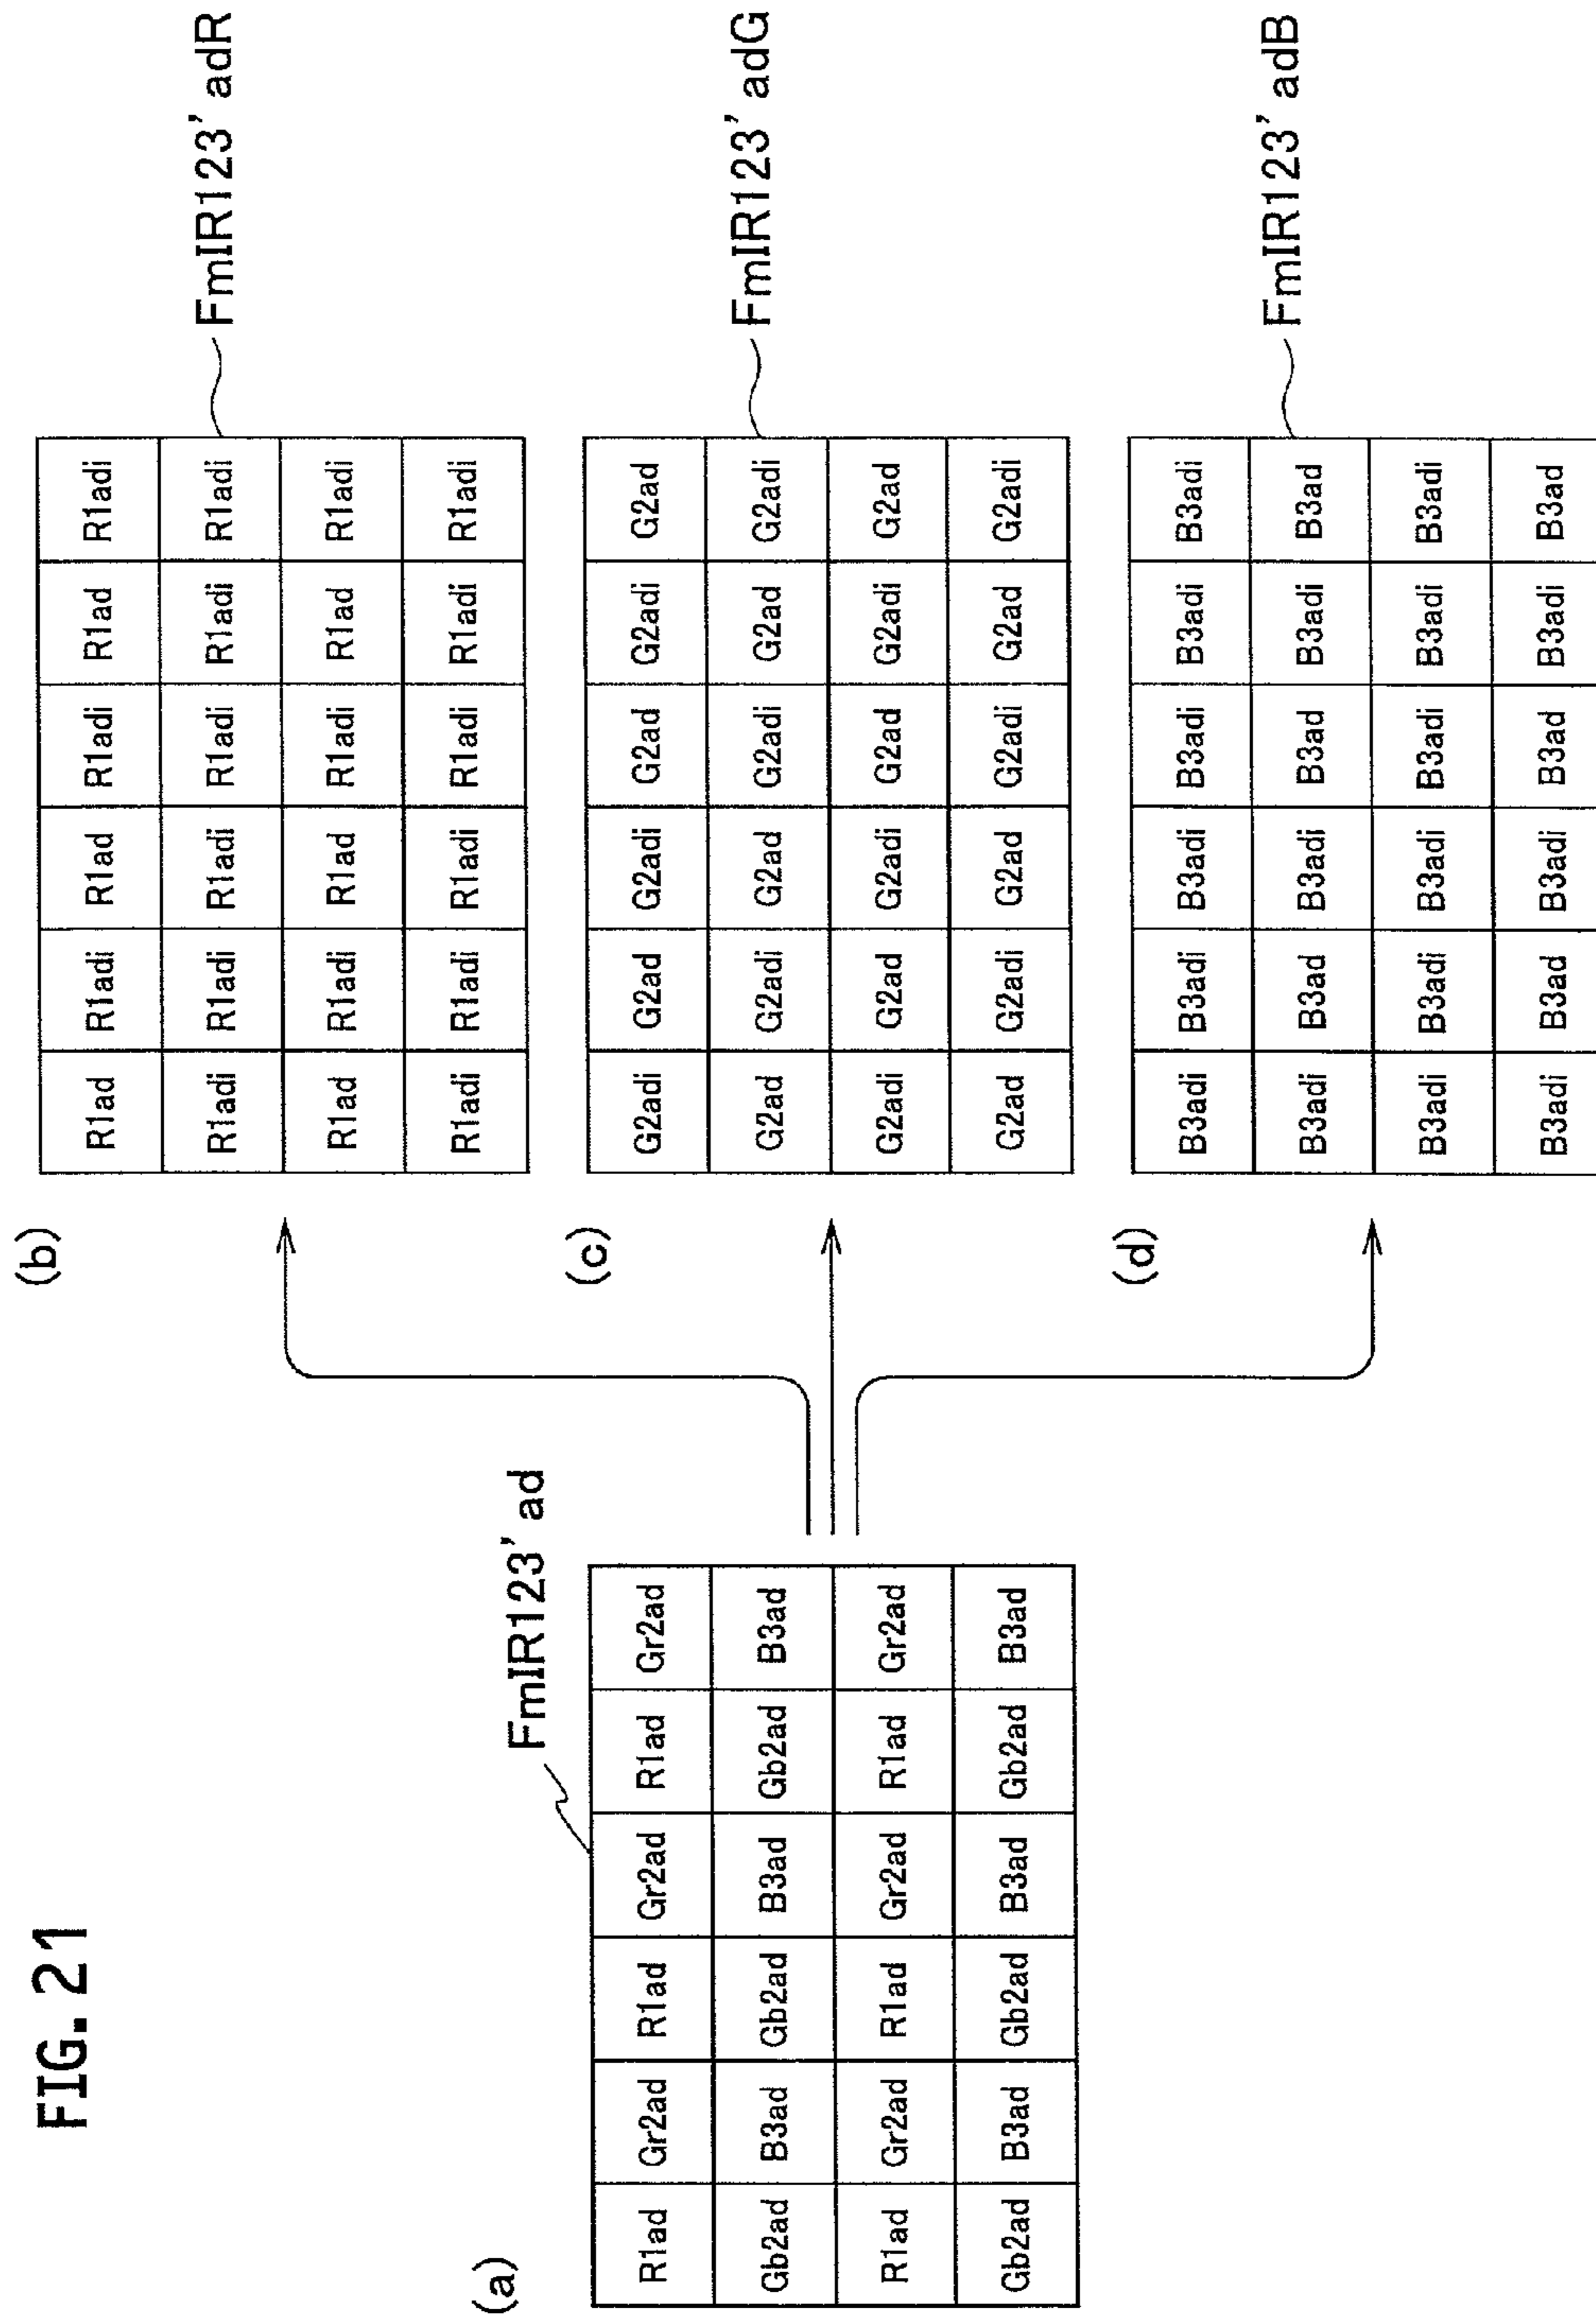 FIG. 21
(a)
FmIR123' ad
R1ad Gr2ad R1ad Gr2ad R1ad Gr2ad
Gb2ad B3ad Gb2ad B3ad Gb2ad B3ad
R1ad Gr2ad R1ad Gr2ad R1ad Gr2ad
Gb2ad B3ad Gb2ad B3ad Gb2ad B3ad
(b)
R1ad R1adi R1ad R1adi R1ad R1adi
R1adi R1adi R1adi R1adi R1adi R1adi
R1ad R1adi R1ad R1adi R1ad R1adi
R1adi R1adi R1adi R1adi R1adi R1adi
FmIR123' adR
(c)
G2adi G2ad G2adi G2ad G2adi G2ad
G2ad G2adi G2ad G2adi G2ad G2adi
G2adi G2ad G2adi G2ad G2adi G2ad
G2ad G2adi G2ad G2adi G2ad G2adi
FmIR123' adG
(d)
B3adi B3adi B3adi B3adi B3adi B3adi
B3adi B3ad B3adi B3ad B3adi B3ad
B3adi B3adi B3adi B3adi B3adi B3adi
B3adi B3ad B3adi B3ad B3adi B3ad
FmIR123' adB